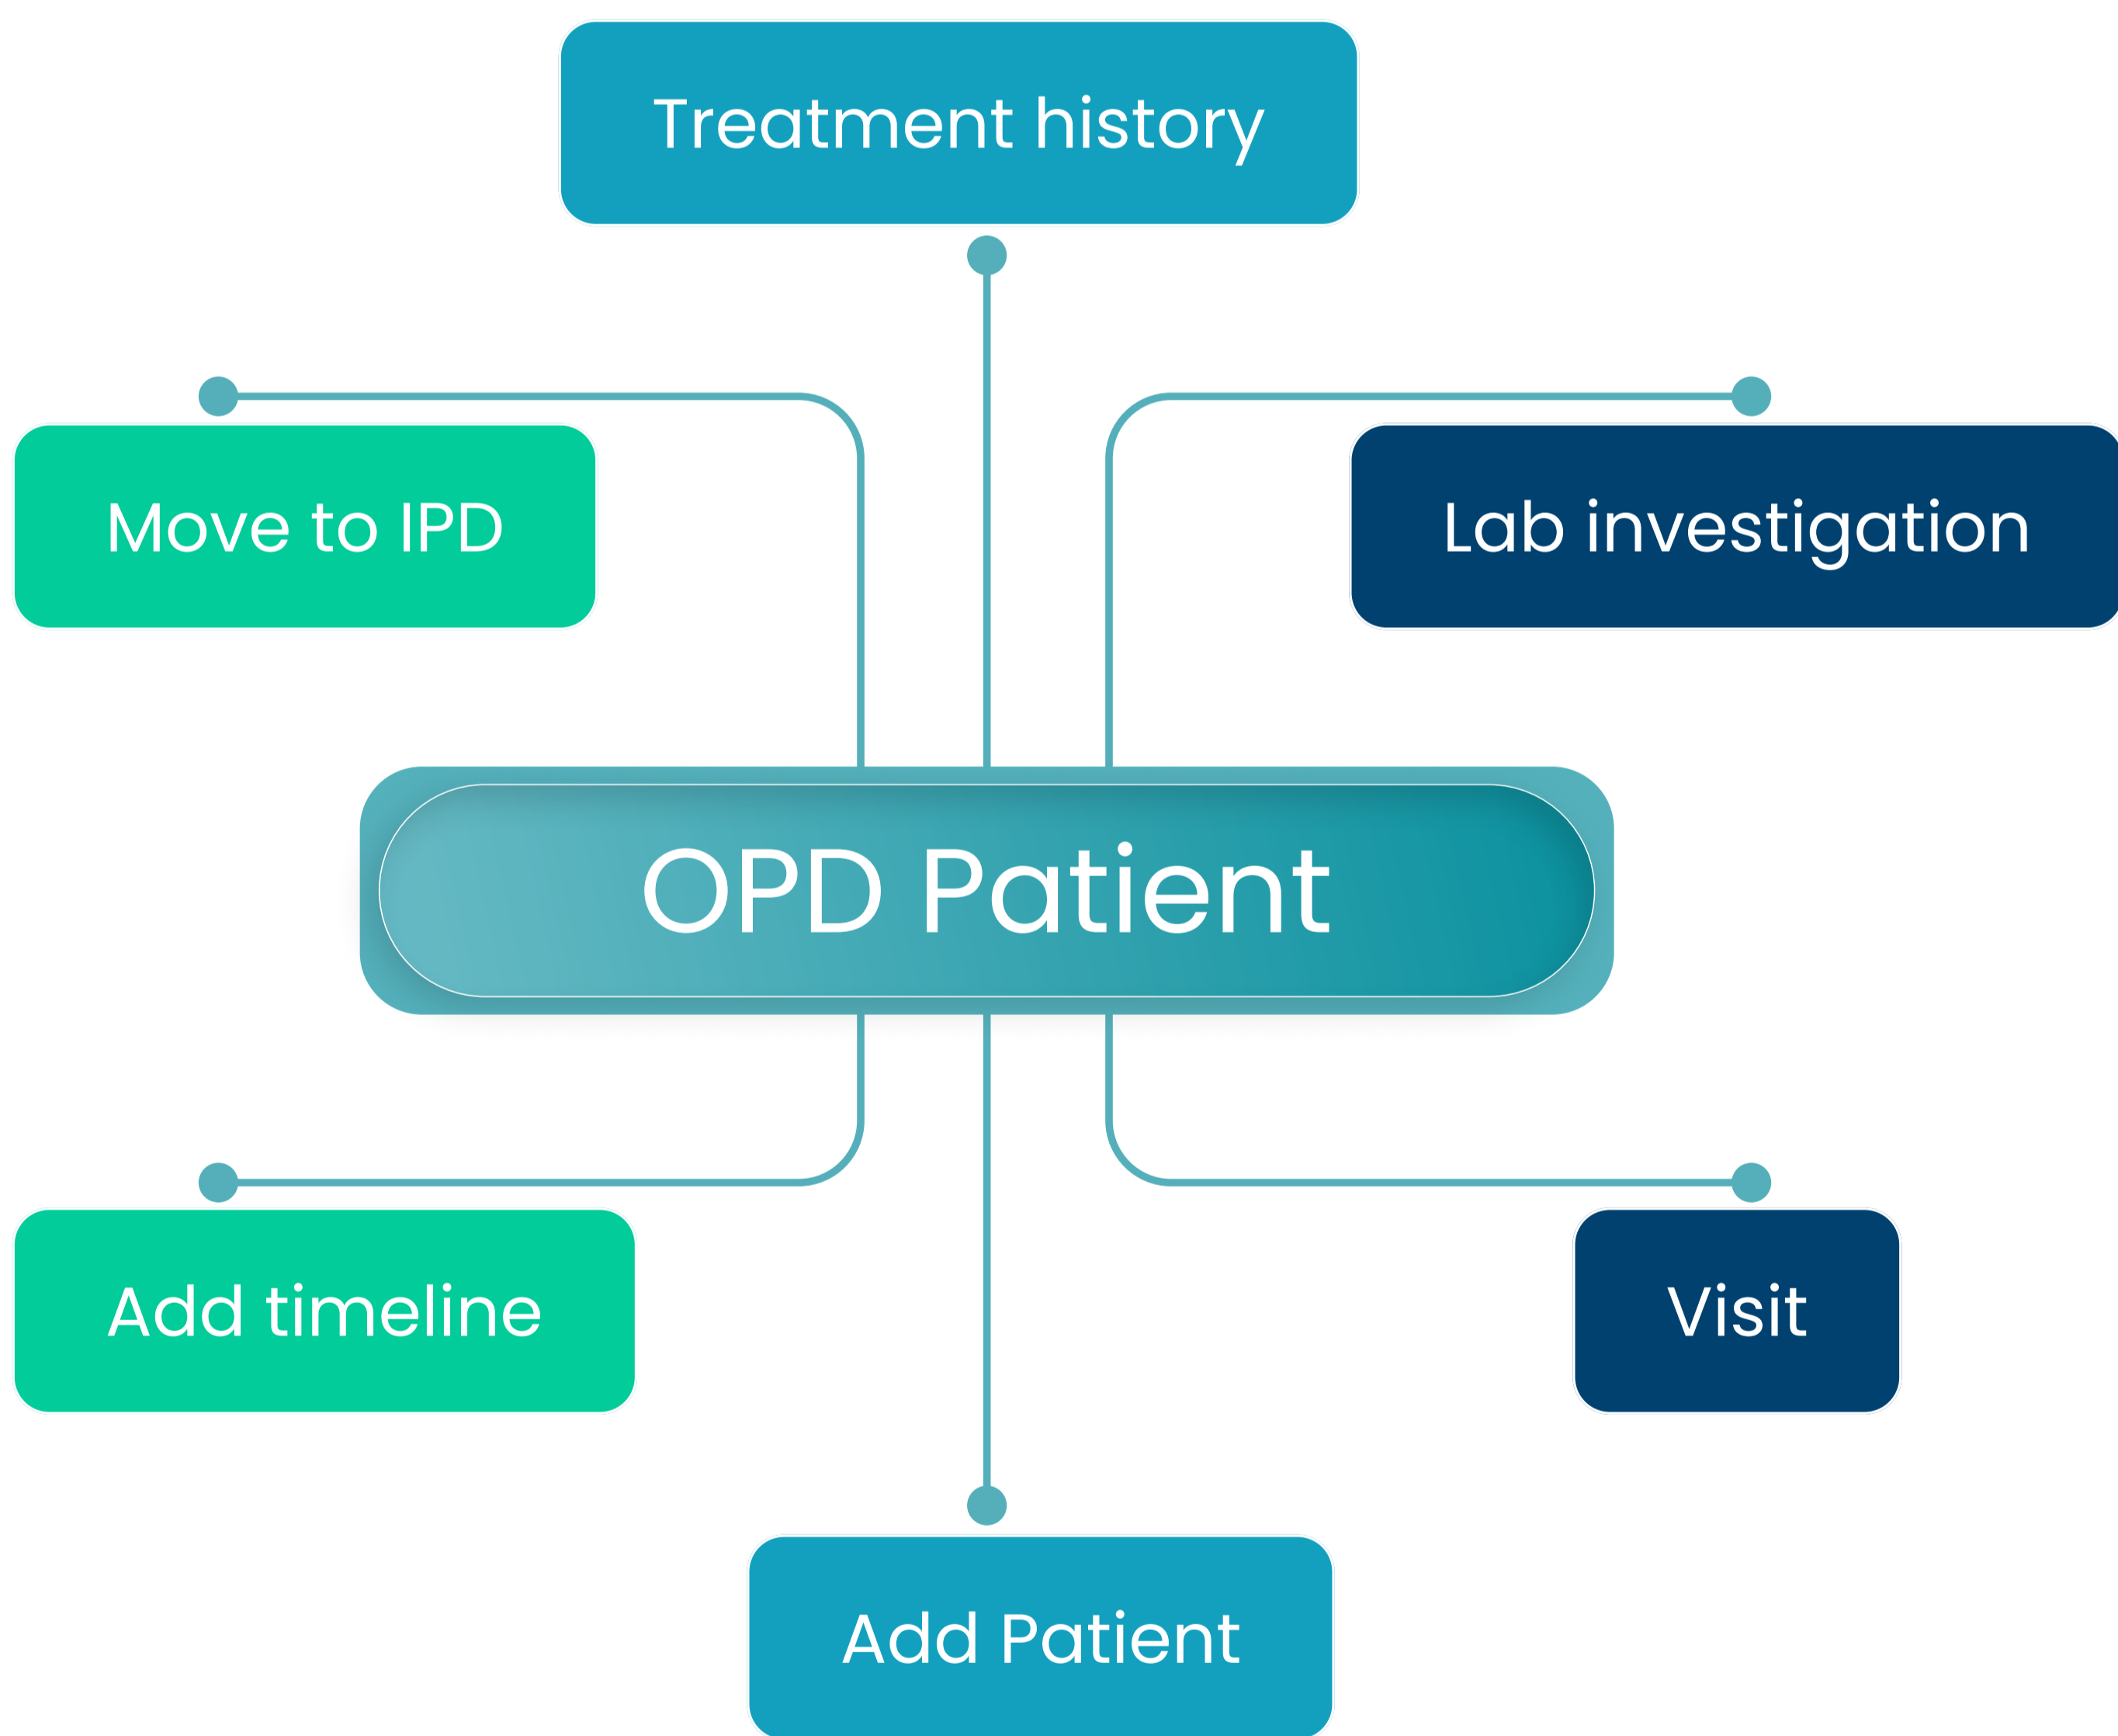 Treatment history
Move to IPD
Lab investigation
OPD Patient
Add timeline
Visit
Add Patient